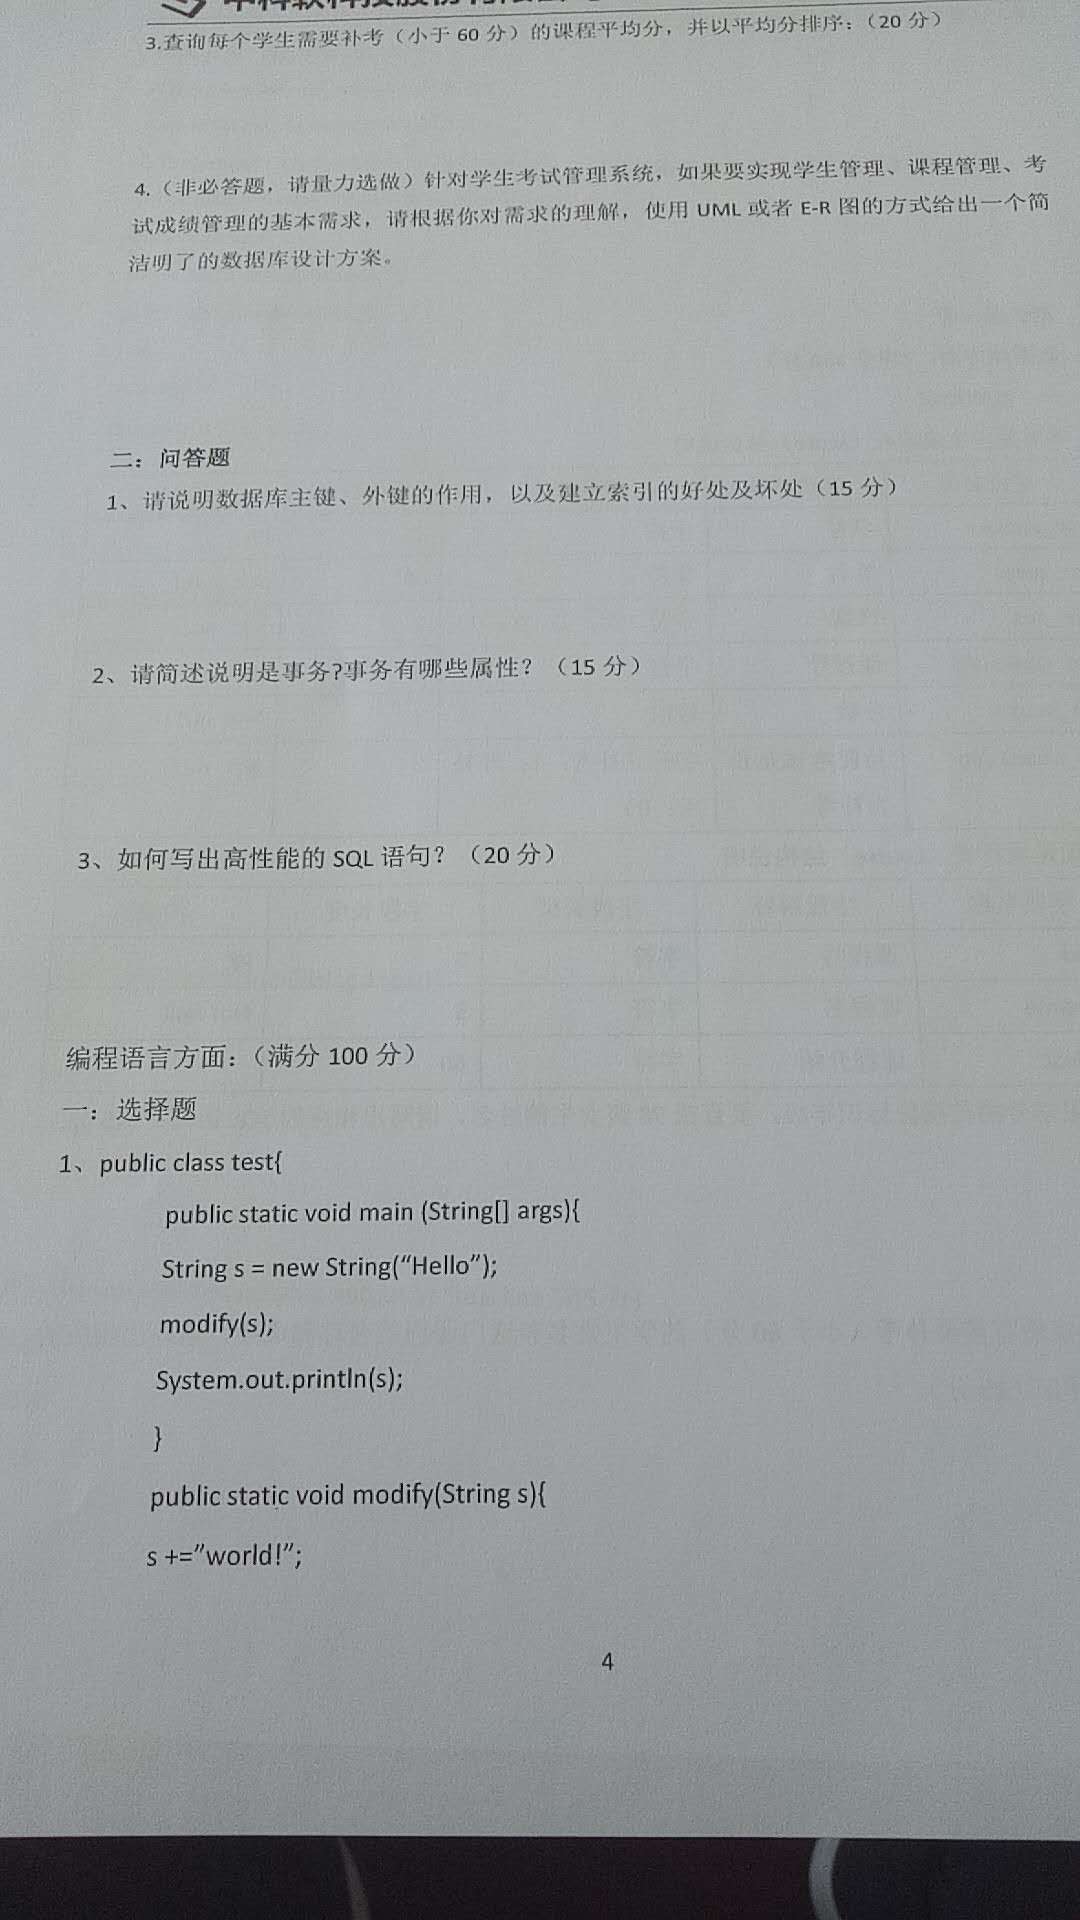 3.查询每个学生需要补考（小于 60 分）的课程平均分，并以平均分排序：（20 分）
4.（非必答题，请量力选做）针对学生考试管理系统，如果要实现学生管理、课程管理、考
试成绩管理的基本需求，请根据你对需求的理解，使用 UML 或者 E-R 图的方式给出一个简
洁明了的数据库设计方案。
二：问答题
1、请说明数据库主键、外键的作用，以及建立索引的好处及坏处（15 分）
2、请简述说明是事务?事务有哪些属性？（15 分）
3、如何写出高性能的 SQL 语句？（20 分）
编程语言方面：（满分 100 分）
一：选择题
1、public class test{
public static void main (String[] args){
String s = new String(“Hello”);
modify(s);
System.out.println(s);
}
public static void modify(String s){
s +=”world!”;
4